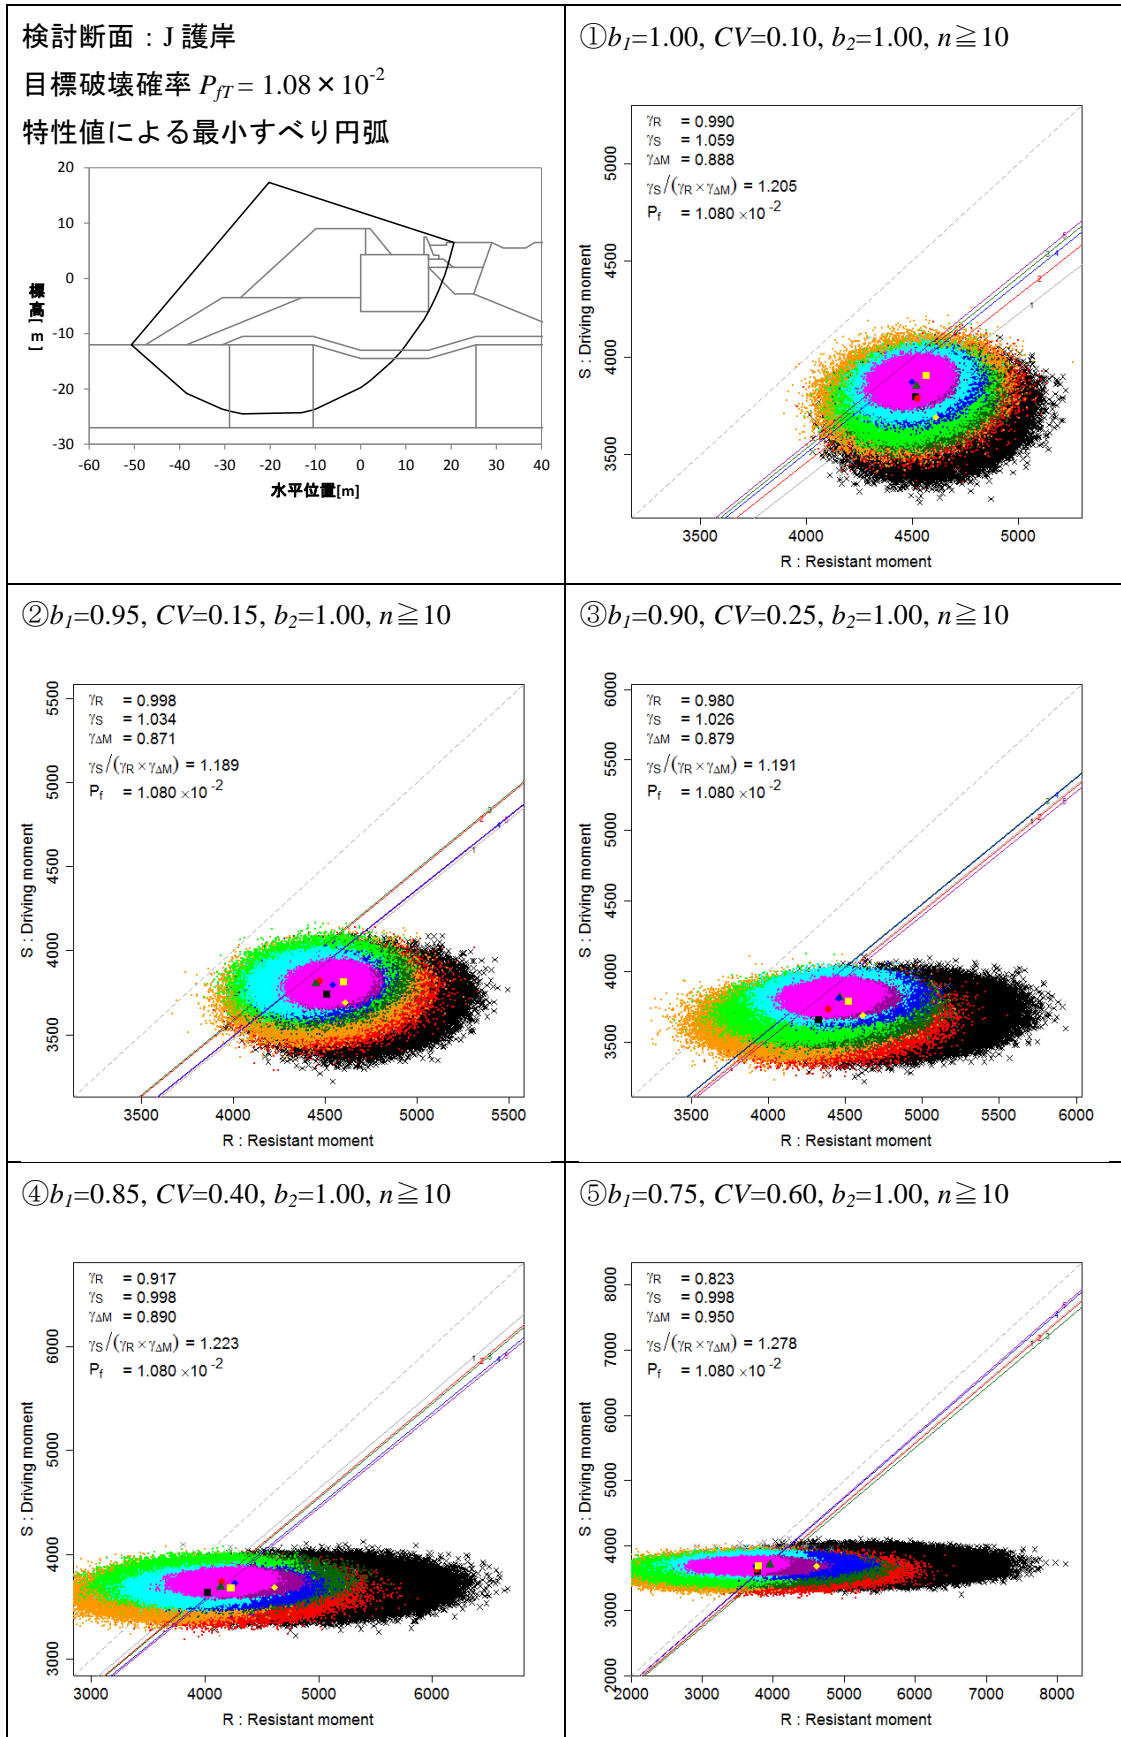 検討断面：J 護岸
目標破壊確率 PfT = 1.08×10-2
特性値による最小すべり円弧
20
10
0
-10
-20
-30
-60 -50 -40 -30 -20 -10 0 10 20 30 40
標高[m]
水平位置[m]
①b1=1.00, CV=0.10, b2=1.00, n≧10
γR = 0.990
γS = 1.059
γΔM = 0.888
γS/(γR×γΔM) = 1.205
Pf = 1.080 ×10-2
5000
4500
4000
3500
S : Driving moment
3500 4000 4500 5000
R : Resistant moment
②b1=0.95, CV=0.15, b2=1.00, n≧10
γR = 0.998
γS = 1.034
γΔM = 0.871
γS/(γR×γΔM) = 1.189
Pf = 1.080 ×10-2
5500
5000
4500
4000
3500
S : Driving moment
3500 4000 4500 5000 5500
R : Resistant moment
③b1=0.90, CV=0.25, b2=1.00, n≧10
γR = 0.980
γS = 1.026
γΔM = 0.879
γS/(γR×γΔM) = 1.191
Pf = 1.080 ×10-2
6000
5500
5000
4500
4000
3500
S : Driving moment
3500 4000 4500 5000 5500 6000
R : Resistant moment
④b1=0.85, CV=0.40, b2=1.00, n≧10
γR = 0.917
γS = 0.998
γΔM = 0.890
γS/(γR×γΔM) = 1.223
Pf = 1.080 ×10-2
6000
5000
4000
3000
S : Driving moment
3000 4000 5000 6000
R : Resistant moment
⑤b1=0.75, CV=0.60, b2=1.00, n≧10
γR = 0.823
γS = 0.998
γΔM = 0.950
γS/(γR×γΔM) = 1.278
Pf = 1.080 ×10-2
8000
7000
6000
5000
4000
3000
2000
S : Driving moment
2000 3000 4000 5000 6000 7000 8000
R : Resistant moment